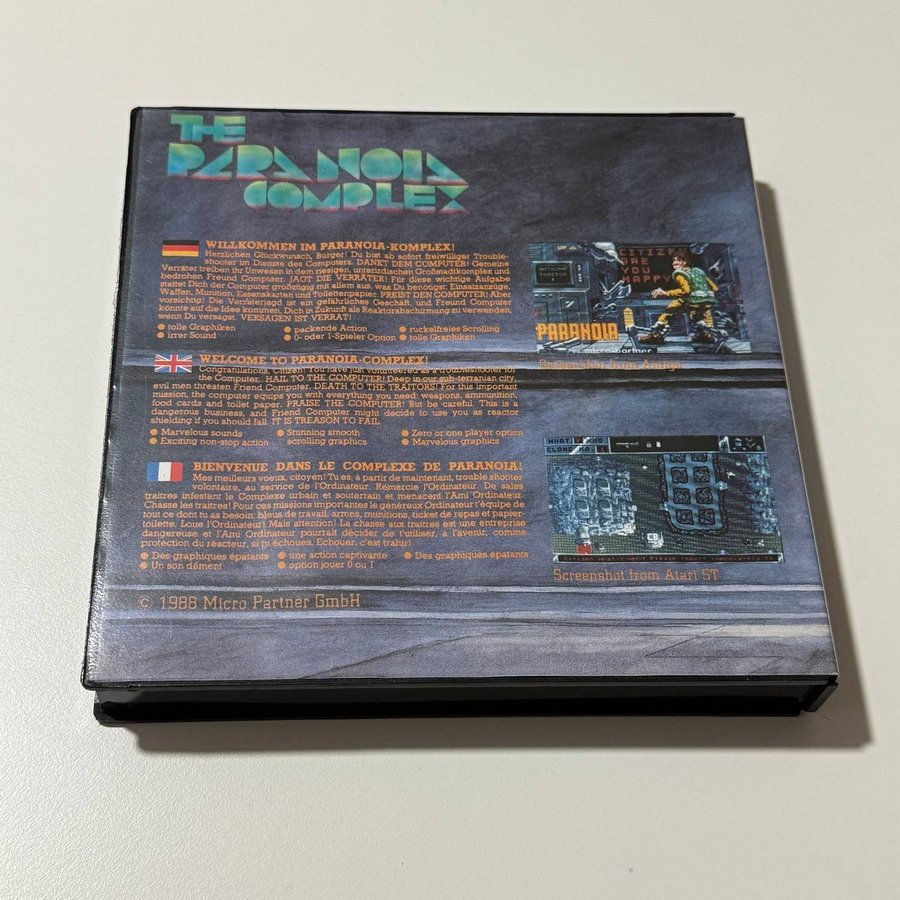 THE
PARANOIA
COMPLEX
WILLKOMMEN IM PARANOIA-KOMPLEX!
Herzlichen Glückwunsch, Bürger! Du bist ab sofort freiwilliger Trouble-
shooter im Dienste des Computers. DANKT DEM COMPUTER! Gemeine
Verräter treiben ihr Unwesen in dem riesigen, unterirdischen Großstadtkomplex und
bedrohen Freund Computer. JAGT DIE VERRÄTER! Für diese wichtige Aufgabe
stattet Dich der Computer großzügig mit allem aus, was Du benötigst: Einsatzanzüge,
Waffen, Munition, Essenskarten und Toilettenpapier. PREIST DEN COMPUTER! Aber
vorsichtig! Die Verräterjagd ist ein gefährliches Geschäft, und Freund Computer
könnte auf die Idee kommen, Dich in Zukunft als Reaktorabschirmung zu verwenden,
wenn Du versagst. VERSAGEN IST VERRAT!
● tolle Graphiken ● packende Action ● ruckelfreies Scrolling
● irrer Sound ● 0- oder 1-Spieler Option ● tolle Graphiken
WELCOME TO PARANOIA-COMPLEX!
Congratulations, Citizen! You have just volunteered as a troubleshooter for
the Computer. HAIL TO THE COMPUTER! Deep in our sub-terranian city,
evil men threaten Friend Computer. DEATH TO THE TRAITORS! For this important
mission, the computer equips you with everything you need: weapons, ammunition,
food cards and toilet paper. PRAISE THE COMPUTER! But be careful. This is a
dangerous business, and Friend Computer might decide to use you as reactor
shielding if you should fail. IT IS TREASON TO FAIL.
● Marvelous sounds ● Stunning smooth ● Zero or one player option
● Exciting non-stop action scrolling graphics ● Marvelous graphics
BIENVENUE DANS LE COMPLEXE DE PARANOIA!
Mes meilleurs voeux, citoyen! Tu es, à partir de maintenant, trouble shooter
volontaire, au service de l'Ordinateur. Remercie l'Ordinateur. De sales
traitres infestent le Complexe urbain et souterrain et menacent l'Ami Ordinateur.
Chasse les traitres! Pour ces missions importantes le généreux Ordinateur t'équipe de
tout ce dont tu as besoin: bleus de travail, armes, munitions, ticket de repas et papier-
toilette. Loue l'Ordinateur! Mais attention! La chasse aux traitres est une entreprise
dangereuse et l'Ami Ordinateur pourrait décider de t'utiliser, à l'avenir, comme
protection du réacteur, si tu échoues. Echouer, c'est trahir!
● Des graphiques épatants ● une action captivante ● Des graphiques épatants
● Un son dément ● option jouer 0 ou 1
© 1988 Micro Partner GmbH
UP
CITIZEN
ARE
YOU
HAPPY
PARANOIA
Screenshot from Amiga
WHAT WHO
CLONE
CB
Screenshot from Atari ST